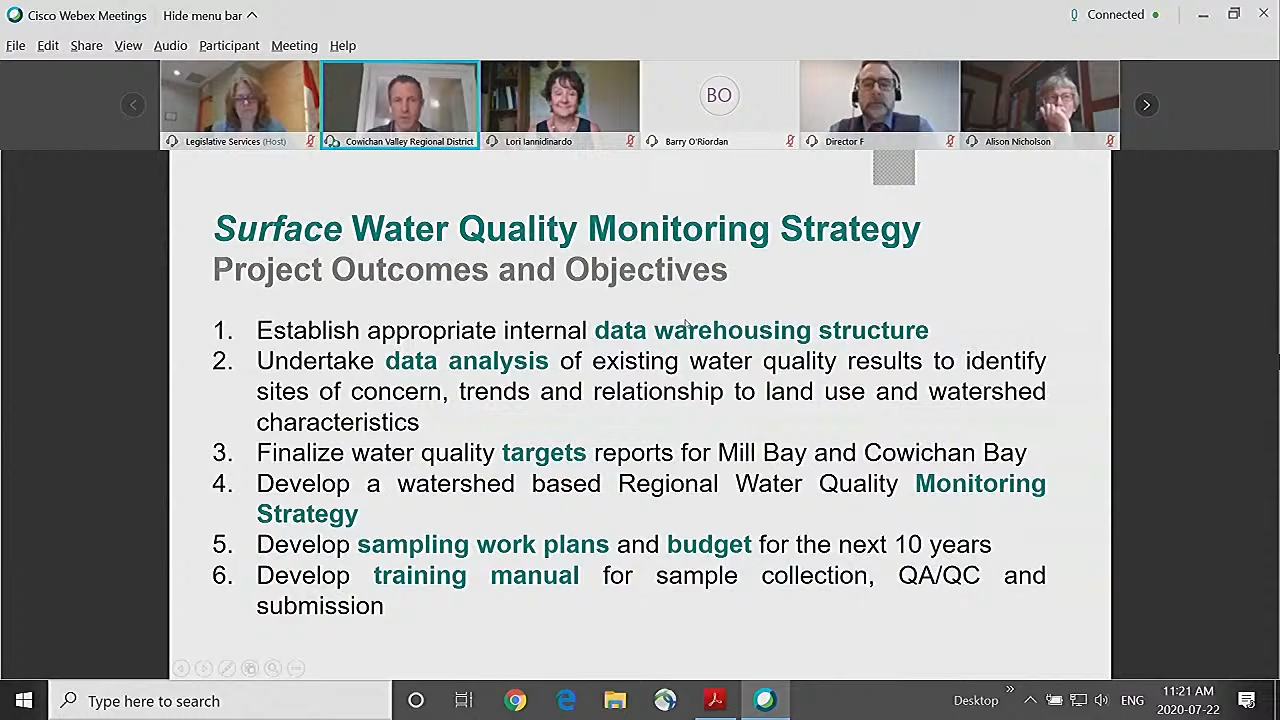 Cisco Webex Meetings
Hide menu bar
Connected
File Edit Share View Audio Participant Meeting Help
BO
Legislative Services (Host)
Cowichan Valley Regional District
Lori Iannidinardo
Barry O'Riordan
Director F
Alison Nicholson
Surface Water Quality Monitoring Strategy
Project Outcomes and Objectives
1. Establish appropriate internal data warehousing structure
2. Undertake data analysis of existing water quality results to identify
sites of concern, trends and relationship to land use and watershed
characteristics
3. Finalize water quality targets reports for Mill Bay and Cowichan Bay
4. Develop a watershed based Regional Water Quality Monitoring
Strategy
5. Develop sampling work plans and budget for the next 10 years
6. Develop training manual for sample collection, QA/QC and
submission
Type here to search
Desktop
ENG
11:21 AM
2020-07-22